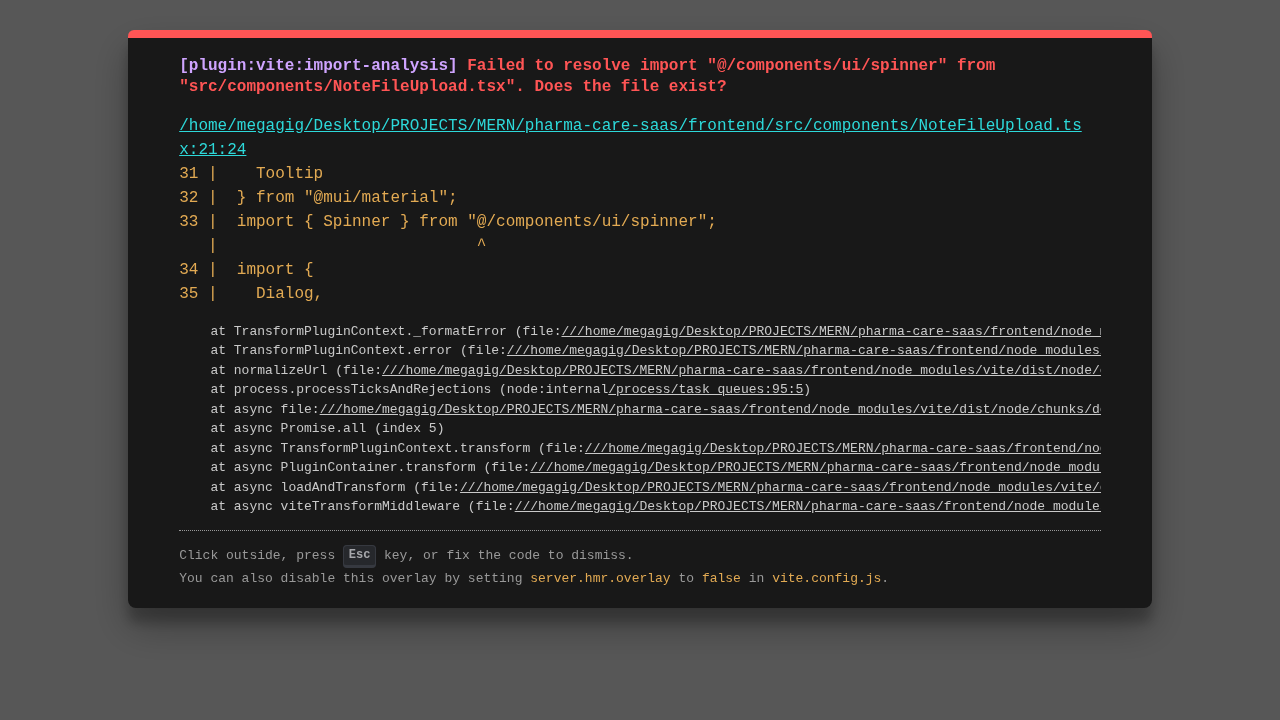 [plugin:vite:import-analysis] Failed to resolve import "@/components/ui/spinner" from
"src/components/NoteFileUpload.tsx". Does the file exist?
/home/megagig/Desktop/PROJECTS/MERN/pharma-care-saas/frontend/src/components/NoteFileUpload.ts
x:21:24
31 |    Tooltip
32 |  } from "@mui/material";
33 |  import { Spinner } from "@/components/ui/spinner";
   |                           ^
34 |  import {
35 |    Dialog,
at TransformPluginContext._formatError (file:///home/megagig/Desktop/PROJECTS/MERN/pharma-care-saas/frontend/node_
at TransformPluginContext.error (file:///home/megagig/Desktop/PROJECTS/MERN/pharma-care-saas/frontend/node_modules
at normalizeUrl (file:///home/megagig/Desktop/PROJECTS/MERN/pharma-care-saas/frontend/node_modules/vite/dist/node/
at process.processTicksAndRejections (node:internal/process/task_queues:95:5)
at async file:///home/megagig/Desktop/PROJECTS/MERN/pharma-care-saas/frontend/node_modules/vite/dist/node/chunks/d
at async Promise.all (index 5)
at async TransformPluginContext.transform (file:///home/megagig/Desktop/PROJECTS/MERN/pharma-care-saas/frontend/no
at async PluginContainer.transform (file:///home/megagig/Desktop/PROJECTS/MERN/pharma-care-saas/frontend/node_modu
at async loadAndTransform (file:///home/megagig/Desktop/PROJECTS/MERN/pharma-care-saas/frontend/node_modules/vite/
at async viteTransformMiddleware (file:///home/megagig/Desktop/PROJECTS/MERN/pharma-care-saas/frontend/node_module
Click outside, press Esc key, or fix the code to dismiss.
You can also disable this overlay by setting server.hmr.overlay to false in vite.config.js.